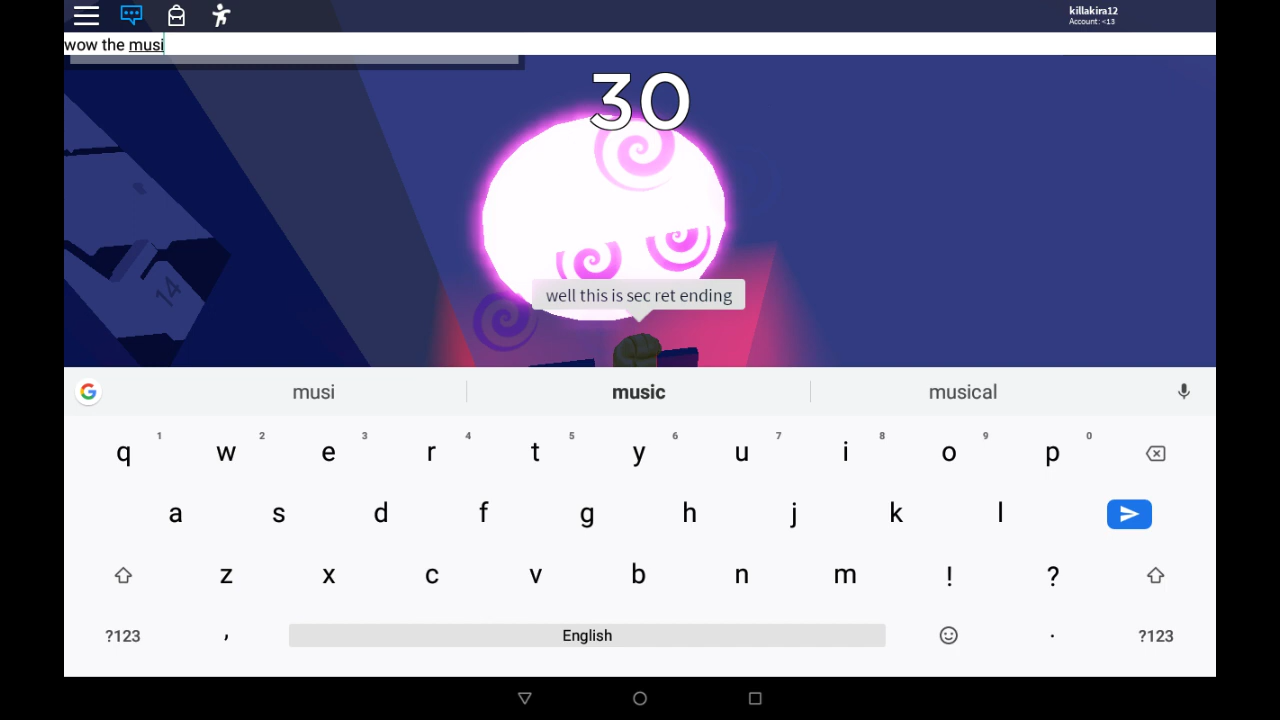 killakira12
Account: <13
wow the musi
30
14
well this is sec ret ending
musi music musical
1 2 3 4 5 6 7 8 9 0
q w e r t y u i o p
a s d f g h j k l
z x c v b n m ! ?
?123 , English . ?123